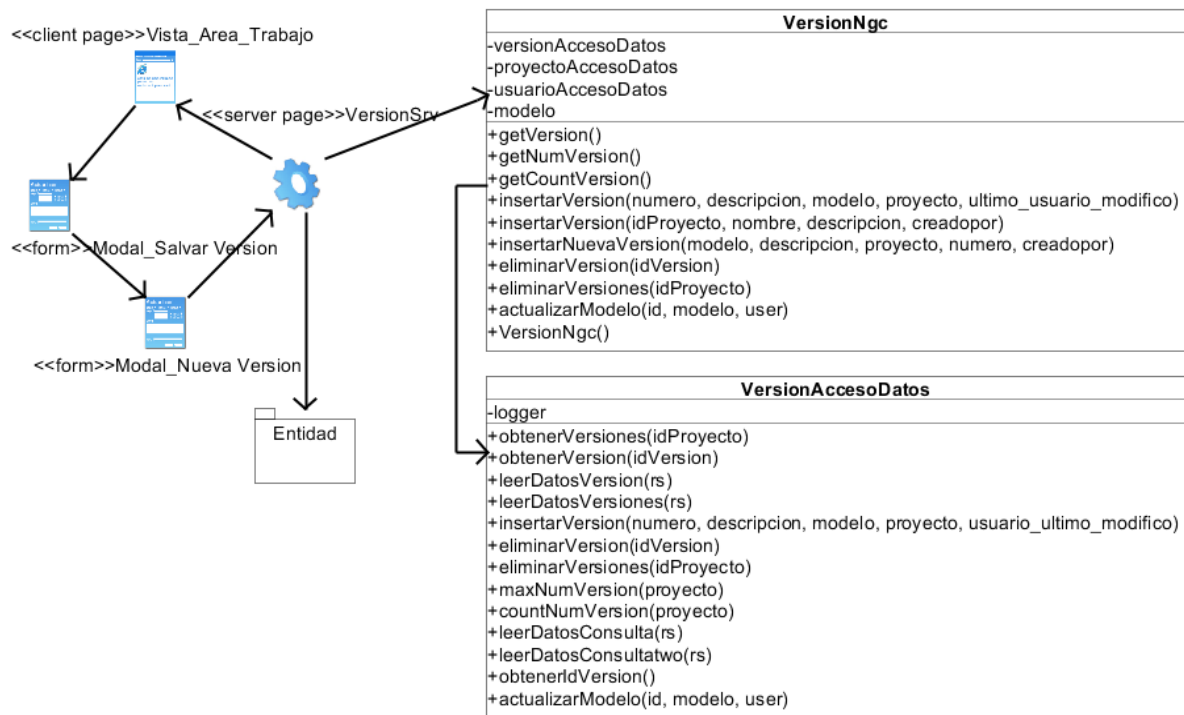 <<client page>>Vista_Area_Trabajo
<<server page>>VersionSrv
<<form>>Modal_Salvar Version
<<form>>Modal_Nueva Version
Entidad
VersionNgc
-versionAccesoDatos
-proyectoAccesoDatos
-usuarioAccesoDatos
-modelo
+getVersion()
+getNumVersion()
+getCountVersion()
+insertarVersion(numero, descripcion, modelo, proyecto, ultimo_usuario_modifico)
+insertarVersion(idProyecto, nombre, descripcion, creadopor)
+insertarNuevaVersion(modelo, descripcion, proyecto, numero, creadopor)
+eliminarVersion(idVersion)
+eliminarVersiones(idProyecto)
+actualizarModelo(id, modelo, user)
+VersionNgc()
VersionAccesoDatos
-logger
+obtenerVersiones(idProyecto)
+obtenerVersion(idVersion)
+leerDatosVersion(rs)
+leerDatosVersiones(rs)
+insertarVersion(numero, descripcion, modelo, proyecto, usuario_ultimo_modifico)
+eliminarVersion(idVersion)
+eliminarVersiones(idProyecto)
+maxNumVersion(proyecto)
+countNumVersion(proyecto)
+leerDatosConsulta(rs)
+leerDatosConsultatwo(rs)
+obtenerIdVersion()
+actualizarModelo(id, modelo, user)